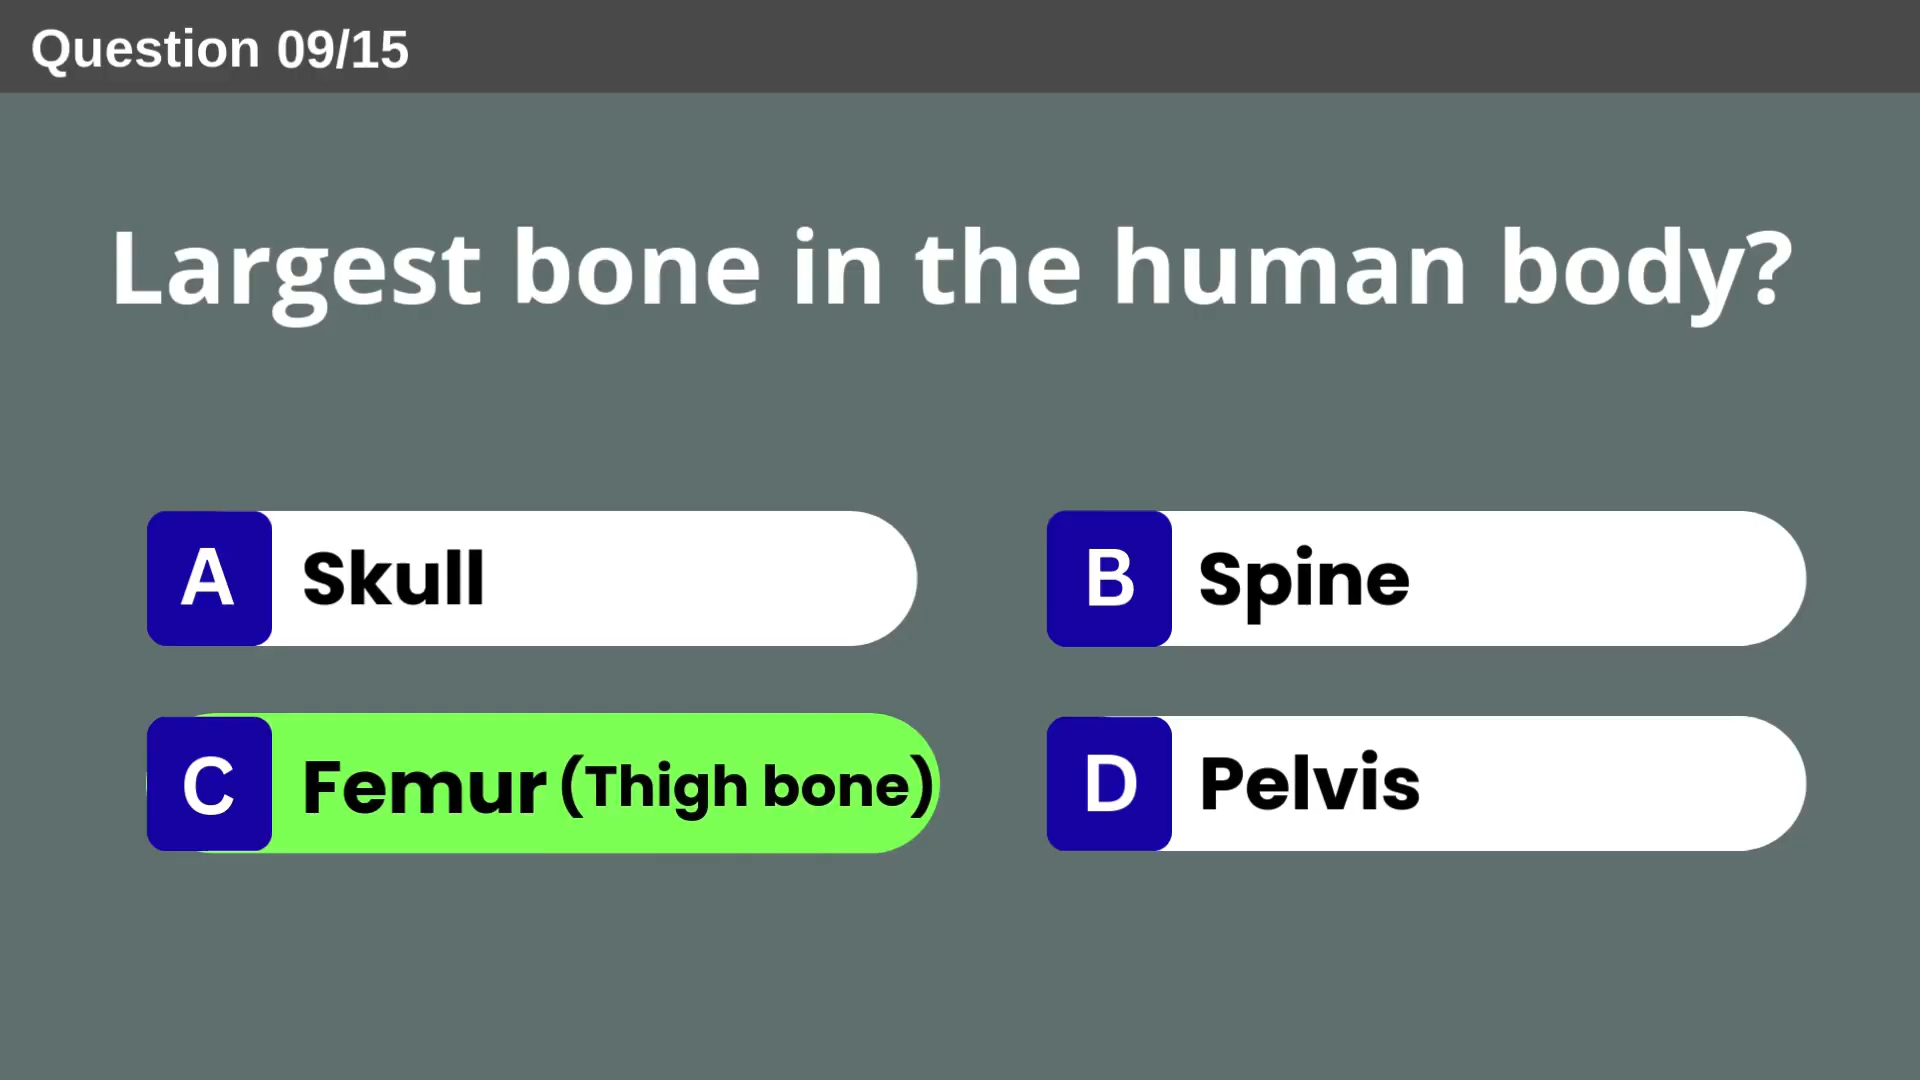 Question 09/15
Largest bone in the human body?
A Skull
B Spine
C Femur (Thigh bone)
D Pelvis